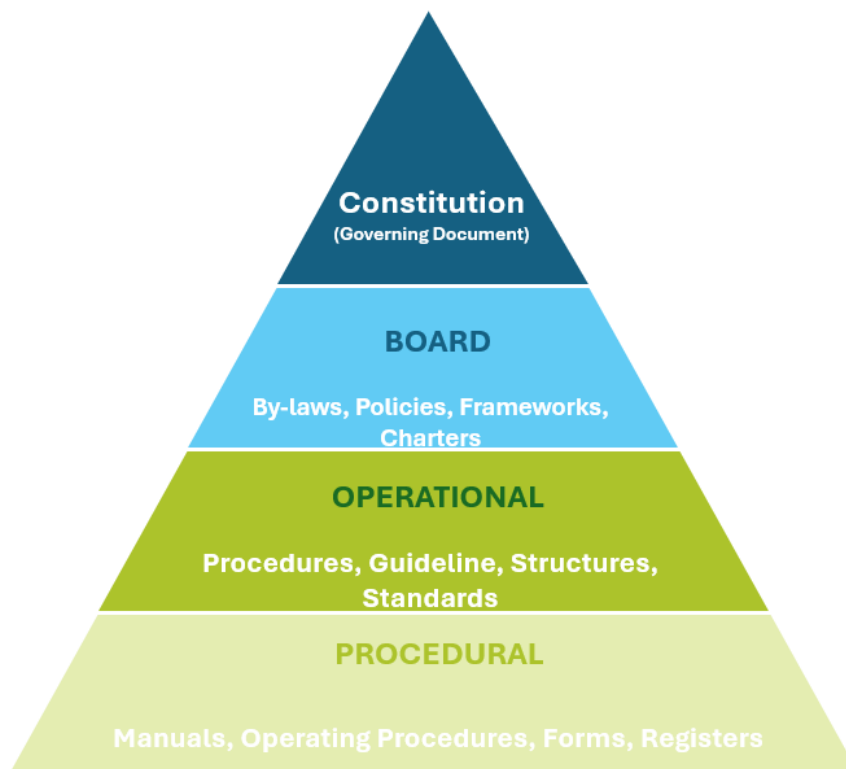 Constitution
(Governing Document)
BOARD
By-laws, Policies, Frameworks,
Charters
OPERATIONAL
Procedures, Guideline, Structures,
Standards
PROCEDURAL
Manuals, Operating Procedures, Forms, Registers